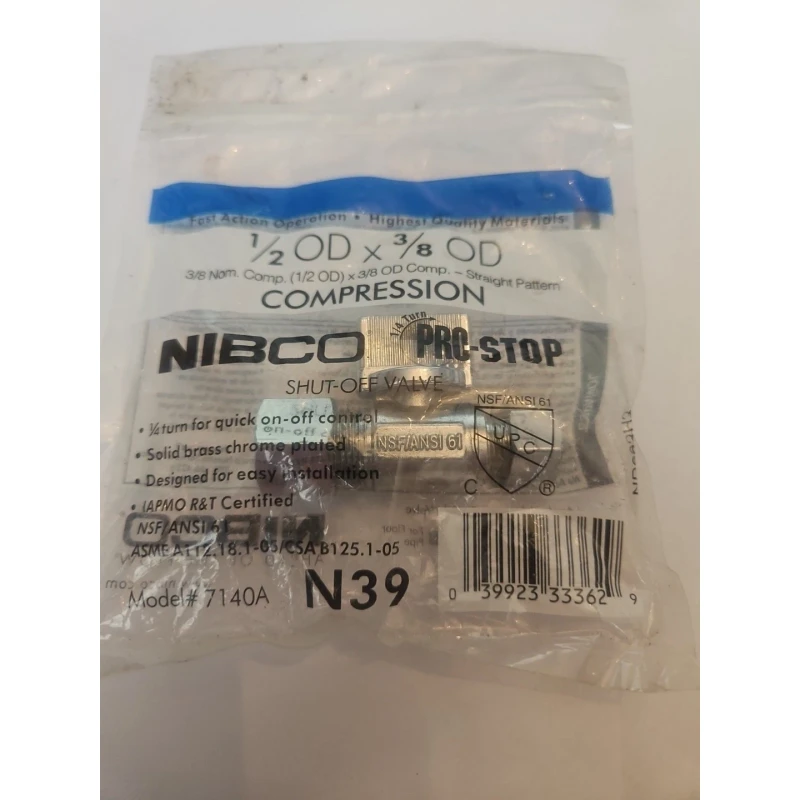 Fast Action Operation • Highest Quality Materials
1/2 OD x 3/8 OD
3/8 Nom. Comp. (1/2 OD) x 3/8 OD Comp. – Straight Pattern
COMPRESSION
1/4 Turn
NIBCO PRO-STOP
SHUT-OFF VALVE
NSF/ANSI 61
• ¼ turn for quick on-off control
• Solid brass chrome plated
NSF/ANSI 61
UPC
• Designed for easy installation
C ®
• IAPMO R&T Certified
NSF/ANSI 61
NIBCO
ASME A112.18.1-05/CSA B125.1-05
Model# 7140A
N39
0 39923 33362 9